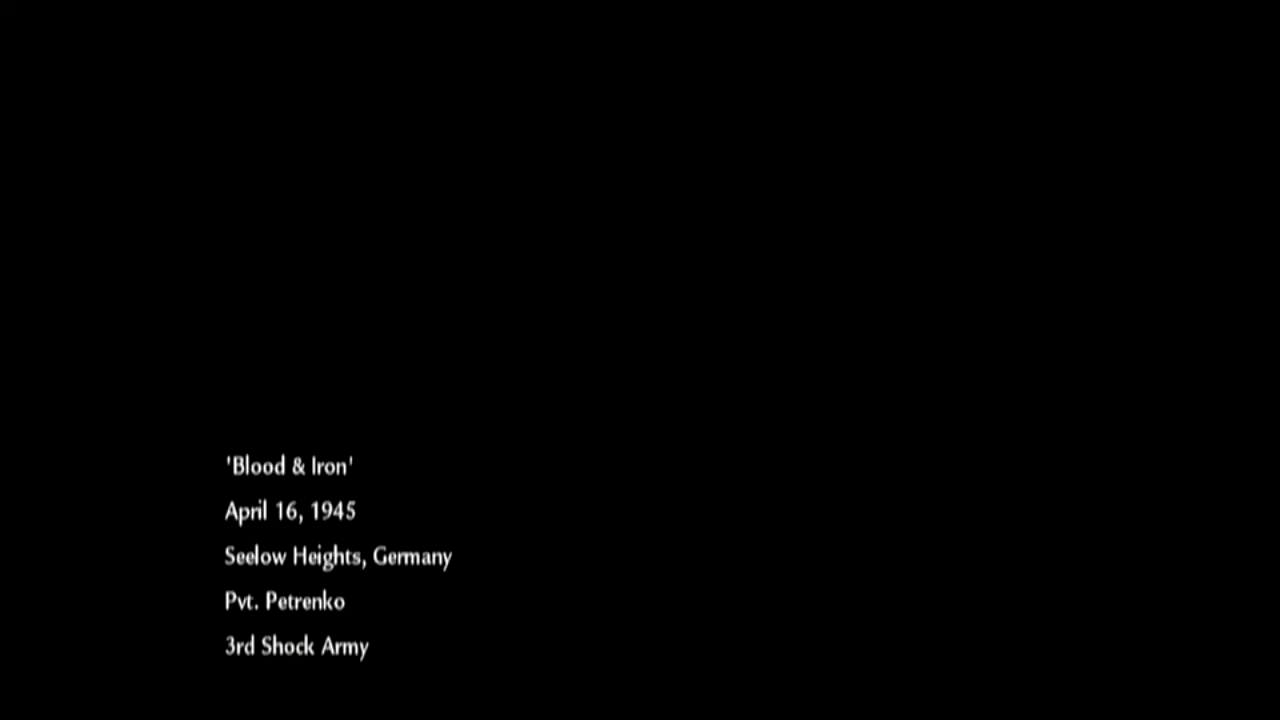 'Blood & Iron'
April 16, 1945
Seelow Heights, Germany
Pvt. Petrenko
3rd Shock Army